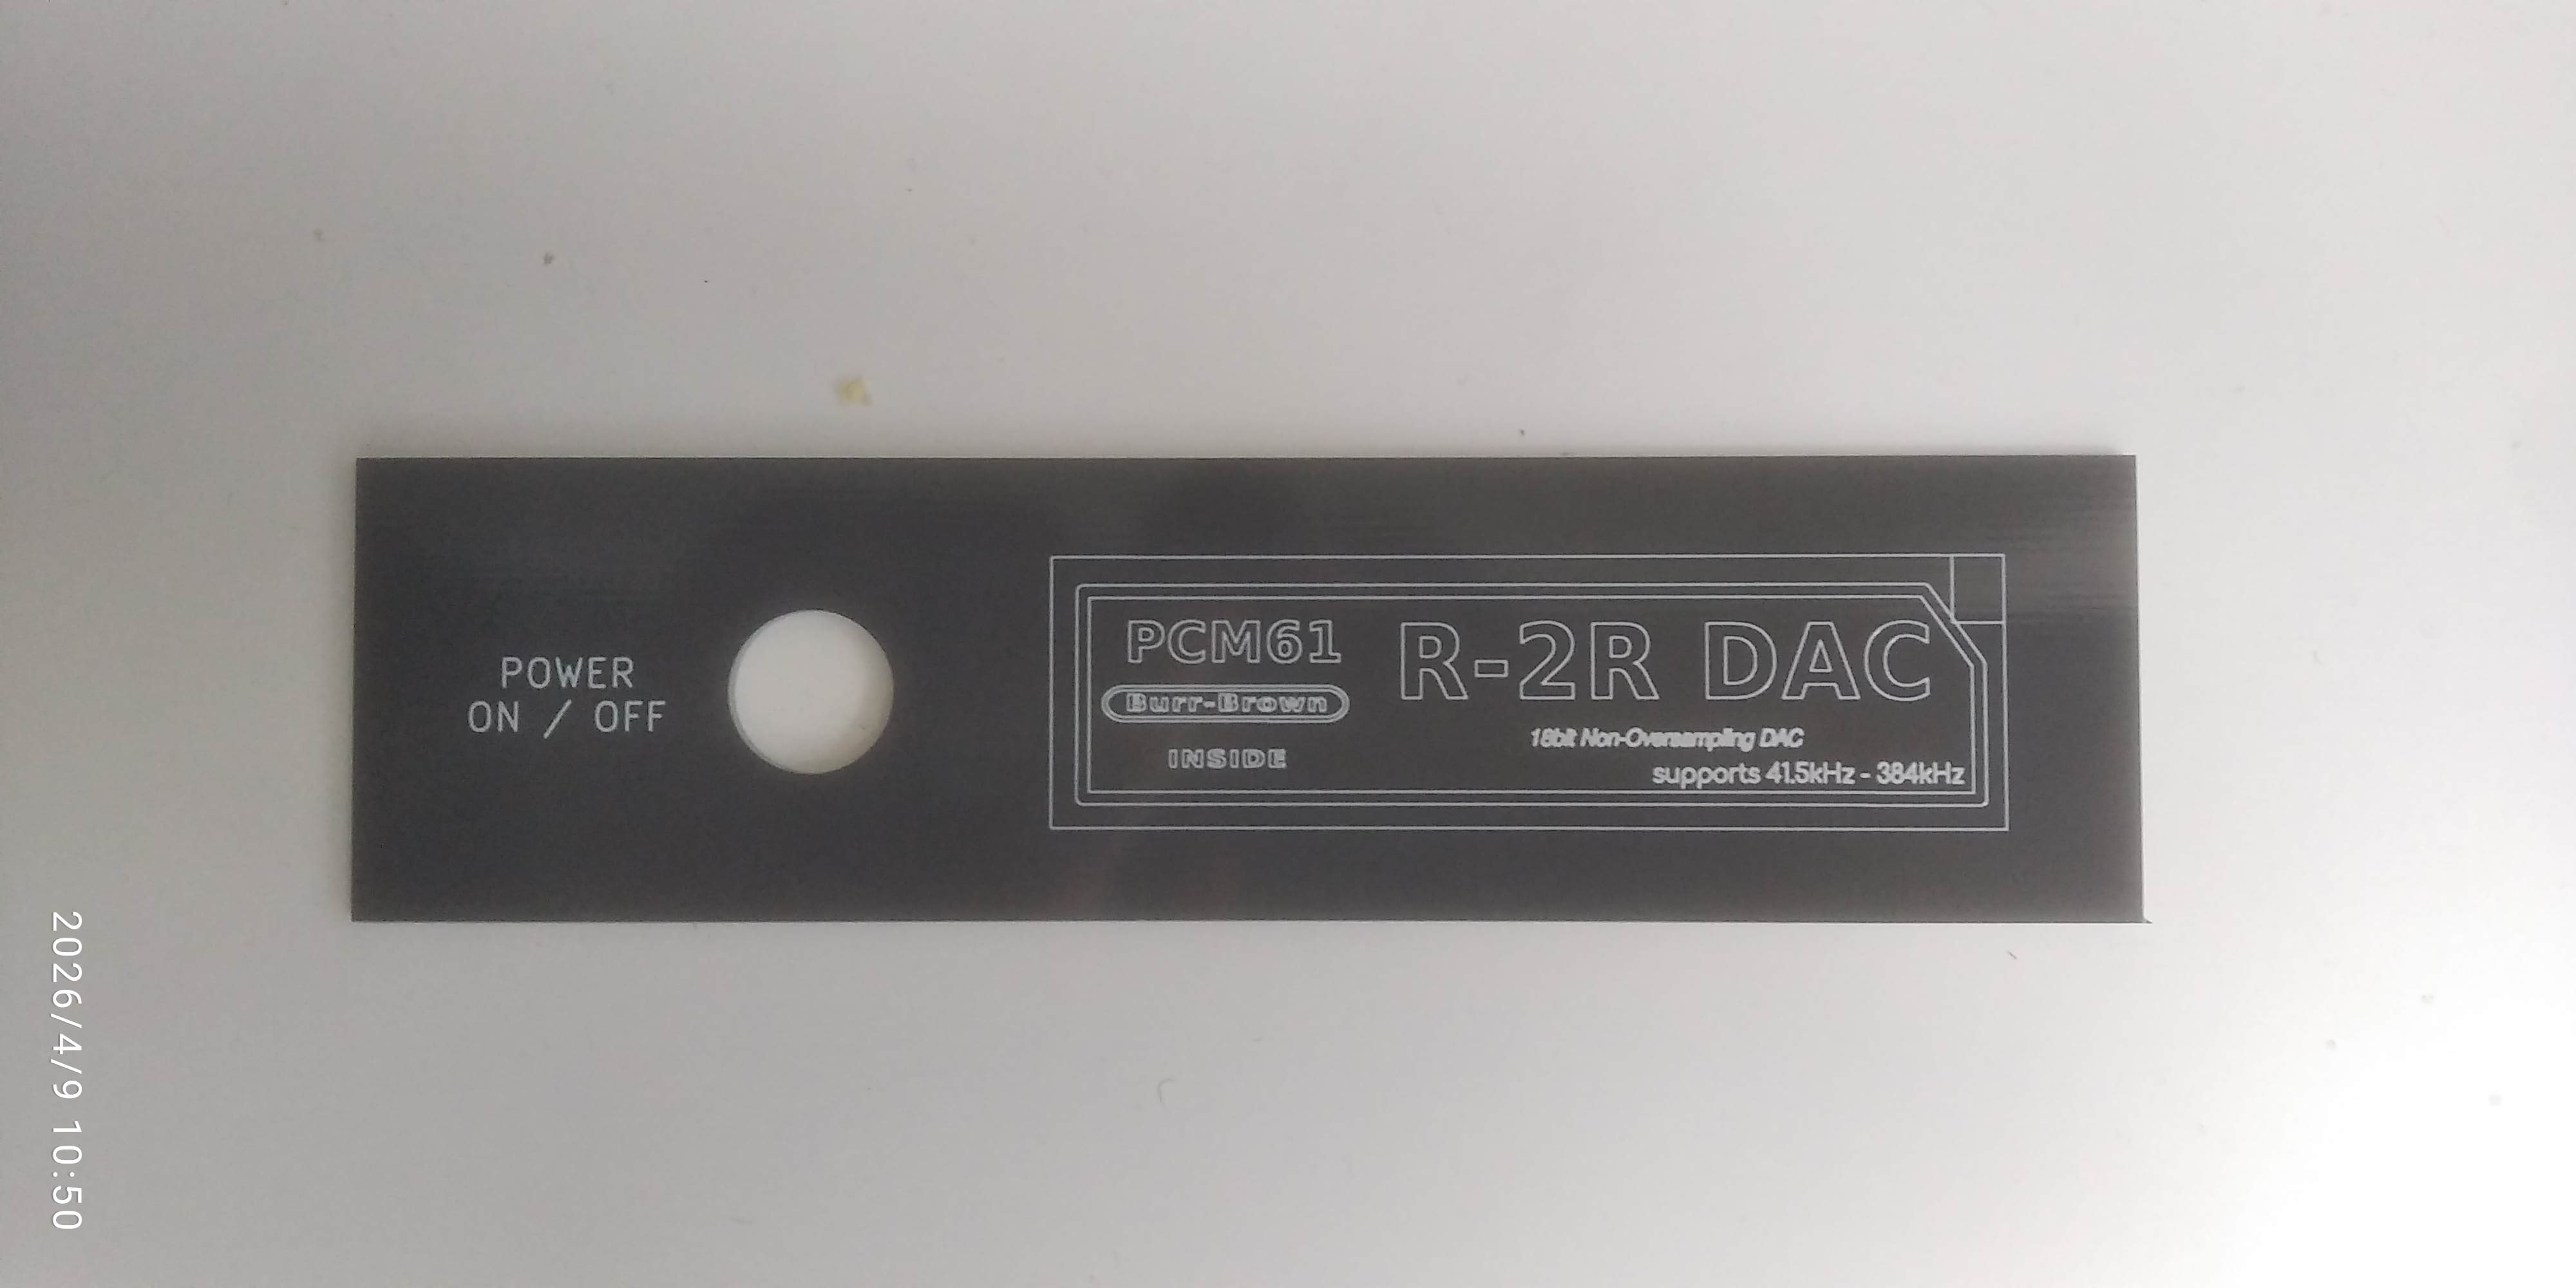 POWER
ON / OFF
PCM61
Burr-Brown
INSIDE
R-2R DAC
18bit Non-Oversampling DAC
supports 41.5kHz - 384kHz
2026/4/9 10:50